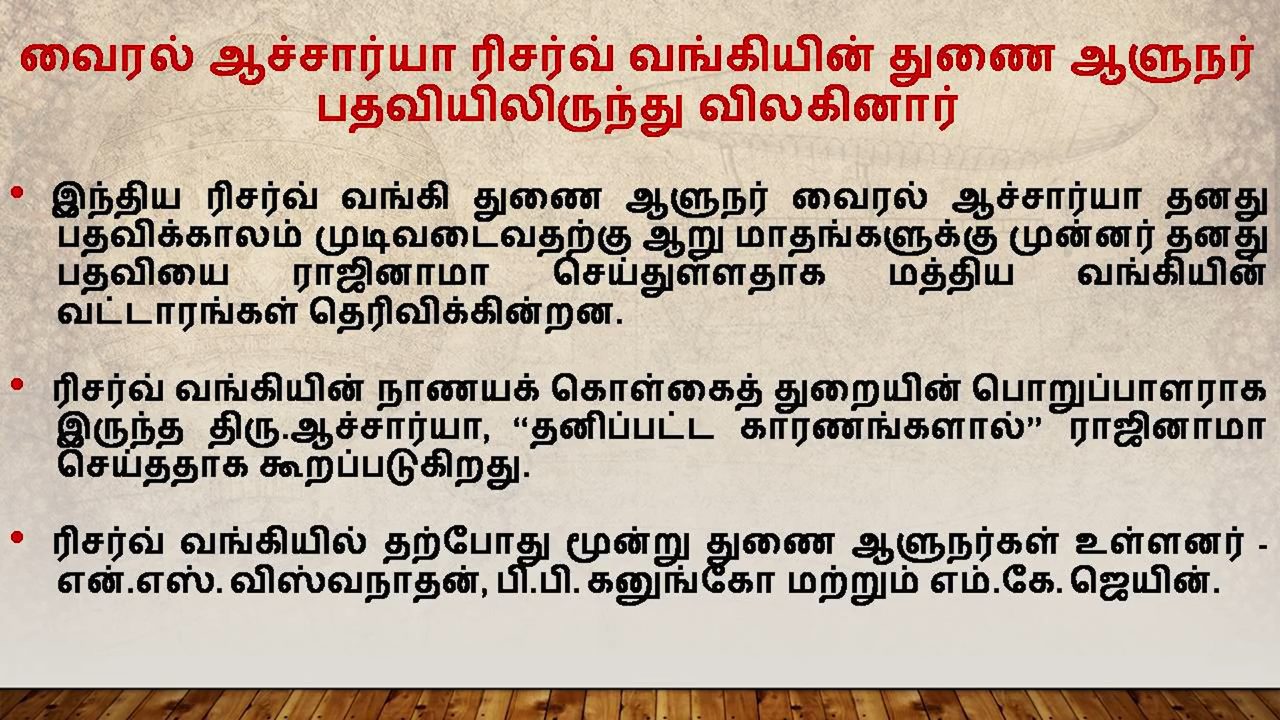 வைரல் ஆச்சார்யா ரிசர்வ் வங்கியின் துணை ஆளுநர்
பதவியிலிருந்து விலகினார்
• இந்திய ரிசர்வ் வங்கி துணை ஆளுநர் வைரல் ஆச்சார்யா தனது
பதவிக்காலம் முடிவடைவதற்கு ஆறு மாதங்களுக்கு முன்னர் தனது
பதவியை ராஜினாமா செய்துள்ளதாக மத்திய வங்கியின்
வட்டாரங்கள் தெரிவிக்கின்றன.
• ரிசர்வ் வங்கியின் நாணயக் கொள்கைத் துறையின் பொறுப்பாளராக
இருந்த திரு.ஆச்சார்யா, “தனிப்பட்ட காரணங்களால்” ராஜினாமா
செய்ததாக கூறப்படுகிறது.
• ரிசர்வ் வங்கியில் தற்போது மூன்று துணை ஆளுநர்கள் உள்ளனர் -
என்.எஸ். விஸ்வநாதன், பி.பி. கனுங்கோ மற்றும் எம்.கே. ஜெயின்.